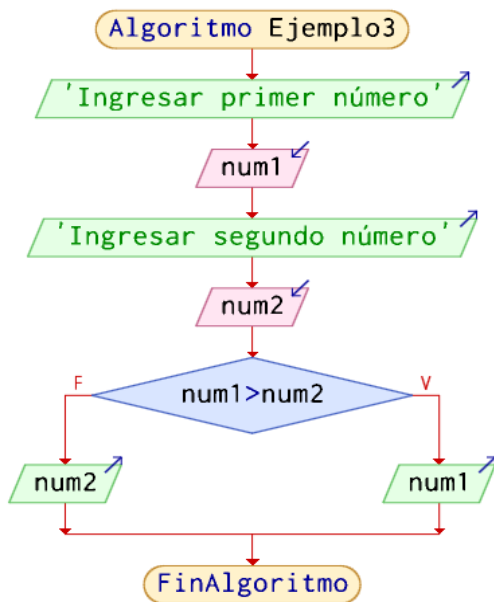 Algoritmo Ejemplo3
'Ingresar primer número'
num1
'Ingresar segundo número'
num2
num1>num2
F
V
num2
num1
FinAlgoritmo